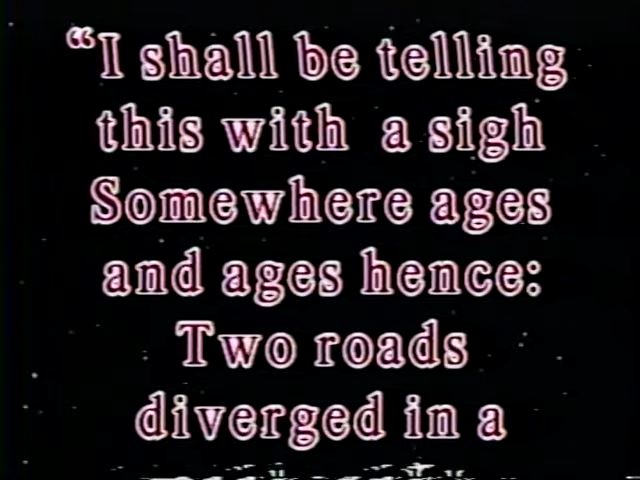 “I shall be telling
this with a sigh
Somewhere ages
and ages hence:
Two roads
diverged in a